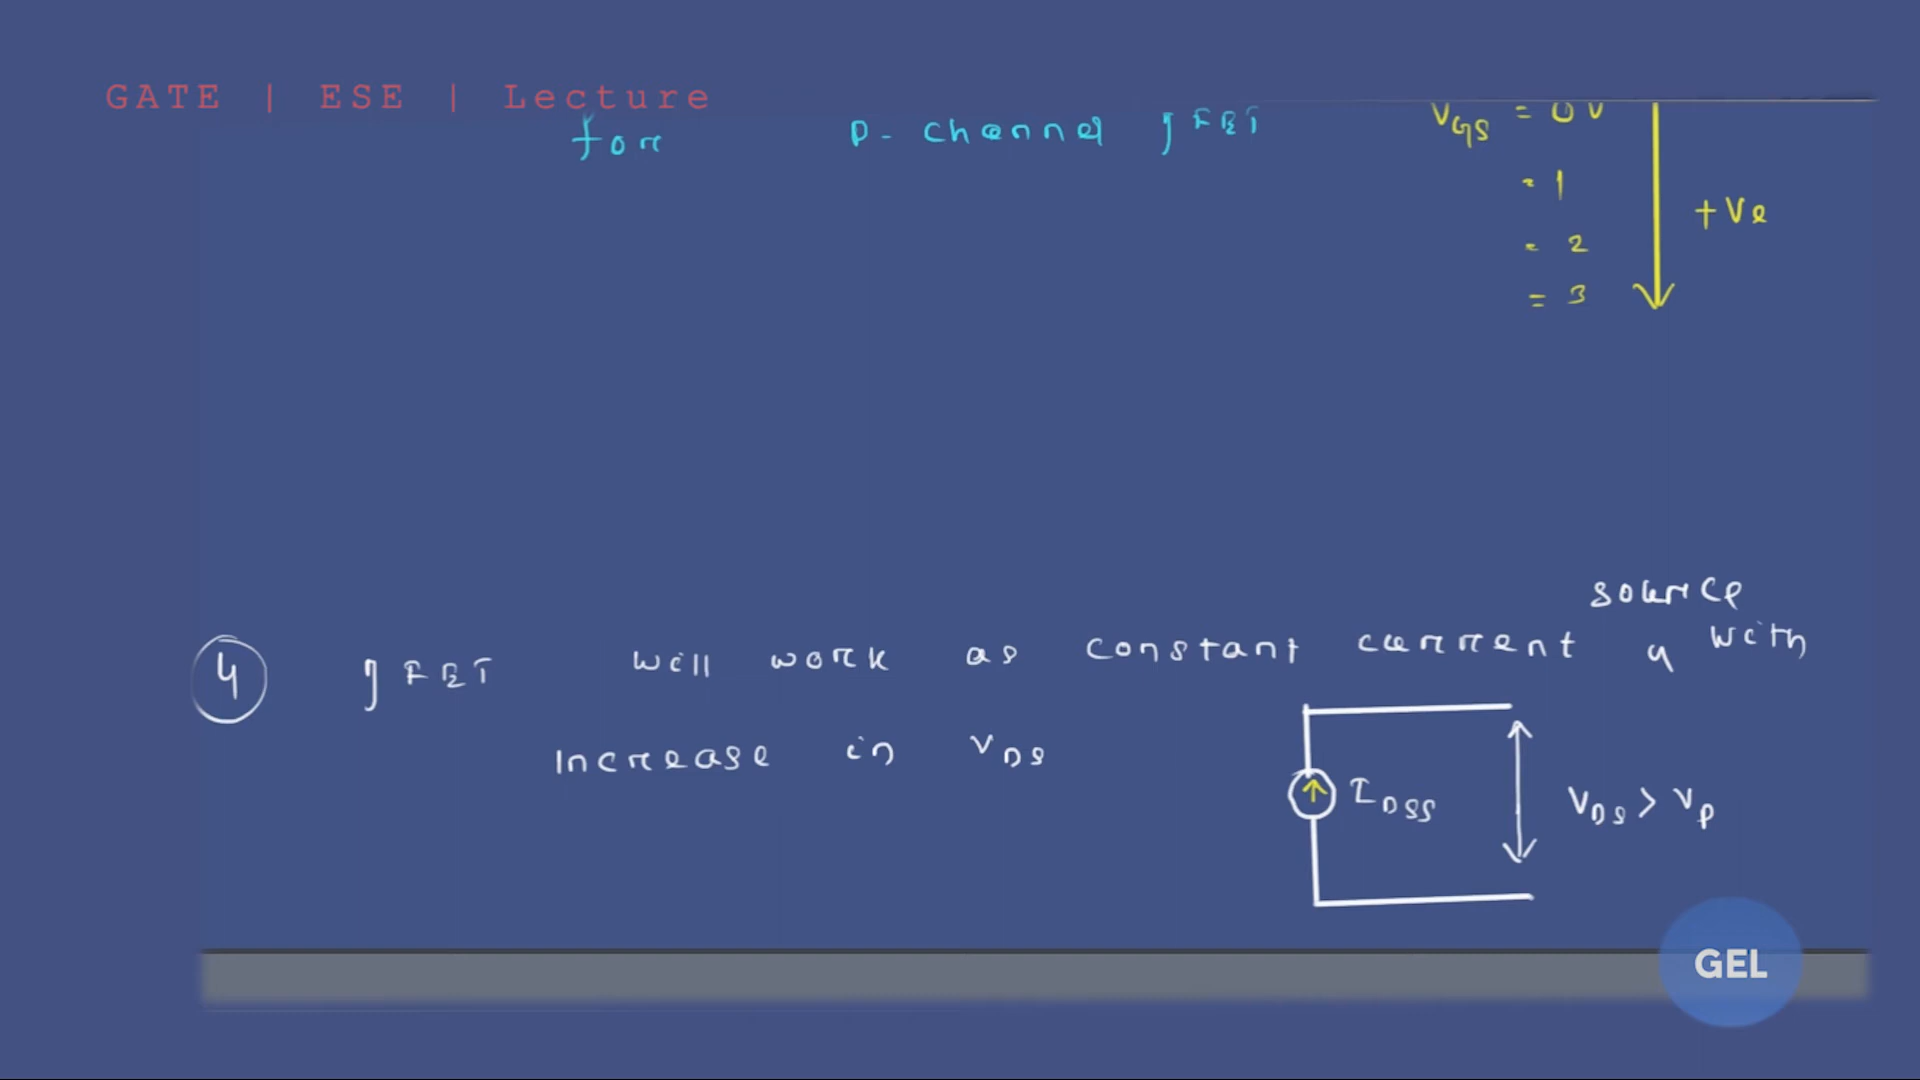 GATE | ESE | Lecture
for P-channel JFET
VGS = 0V
= 1
= 2
= 3
+ve
source
4 JFET will work as constant current with
Increase in VDS
IDSS
VDS > VP
GEL